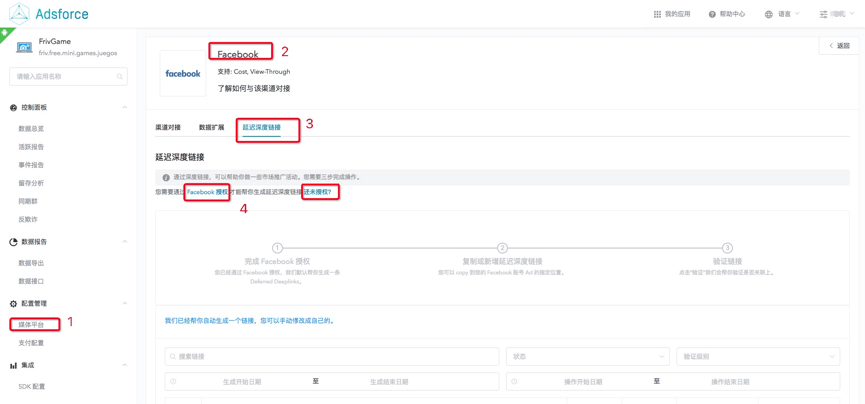 Adsforce
我的应用
帮助中心
语言
FrivGame
friv.free.mini.games.juegos
请输入应用名称
控制面板
数据总览
活跃报告
事件报告
留存分析
同期群
反欺诈
数据报告
数据导出
数据接口
配置管理
媒体平台
1
支付配置
集成
SDK 配置
返回
facebook
Facebook
2
支持: Cost, View-Through
了解如何与该渠道对接
渠道对接
数据扩展
延迟深度链接
3
延迟深度链接
通过深度链接，可以帮助你做一些市场推广活动。您需要三步完成操作。
您需要通过 Facebook 授权才能帮你生成延迟深度链接还未授权?
4
1
完成 Facebook 授权
您已经通过 Facebook 授权，我们默认帮你生成一条
Deferred Deeplinks。
2
复制或新增延迟深度链接
您可以 copy 到您的 Facebook 账号 Ad 的指定位置。
3
验证链接
点击"验证"我们会帮你验证是否关联上。
我们已经帮你自动生成一个链接，您可以手动修改成自己的。
搜索链接
状态
验证级别
生成开始日期
至
生成结束日期
操作开始日期
至
操作结束日期